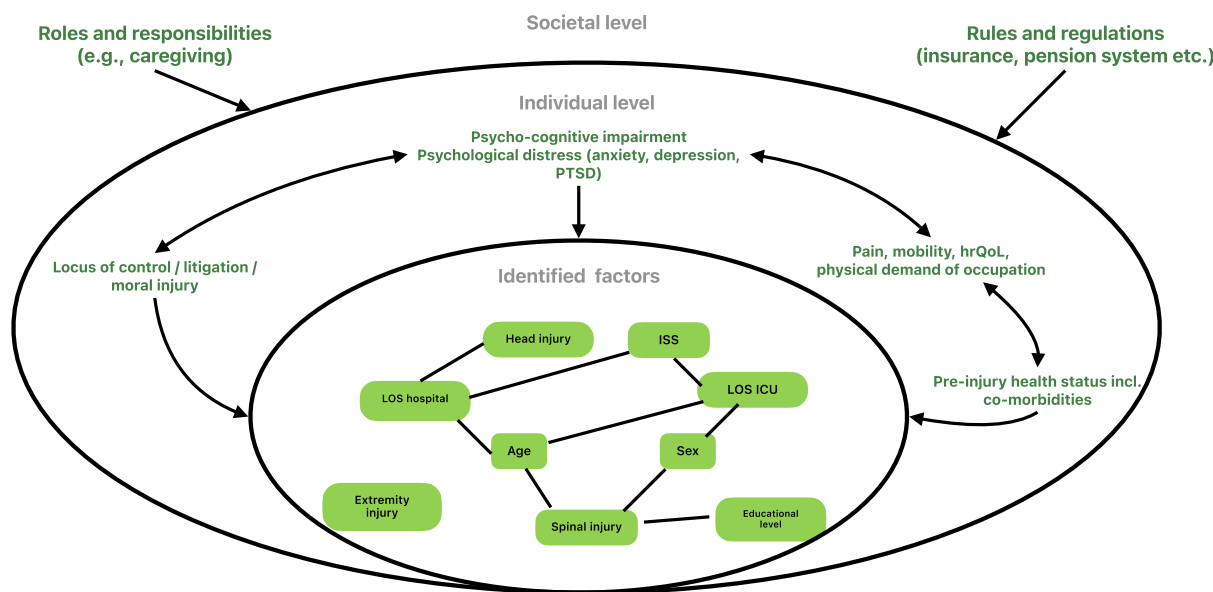 Societal level
Roles and responsibilities
(e.g., caregiving)
Rules and regulations
(insurance, pension system etc.)
Individual level
Psycho-cognitive impairment
Psychological distress (anxiety, depression,
PTSD)
Locus of control / litigation /
moral injury
Pain, mobility, hrQoL,
physical demand of occupation
Identified factors
Head injury
ISS
LOS hospital
LOS ICU
Pre-injury health status incl.
co-morbidities
Age
Sex
Extremity
injury
Spinal injury
Educational
level